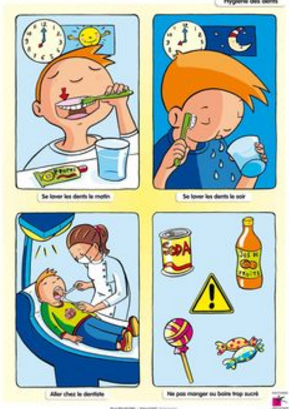 Hygiène des dents
Se laver les dents le matin
Se laver les dents le soir
SODA
JUS DE
FRUITS
Aller chez le dentiste
Ne pas manger ou boire trop sucré